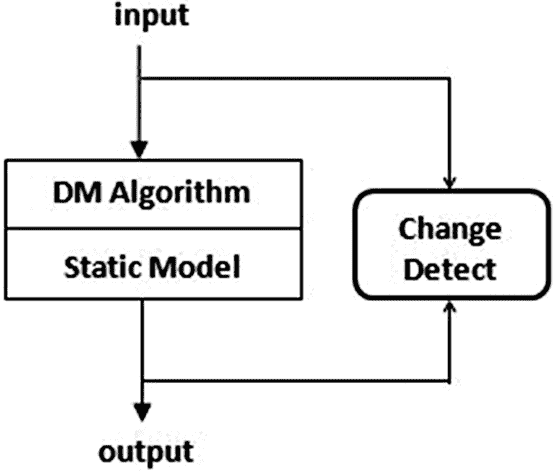 input
DM Algorithm
Static Model
Change
Detect
output